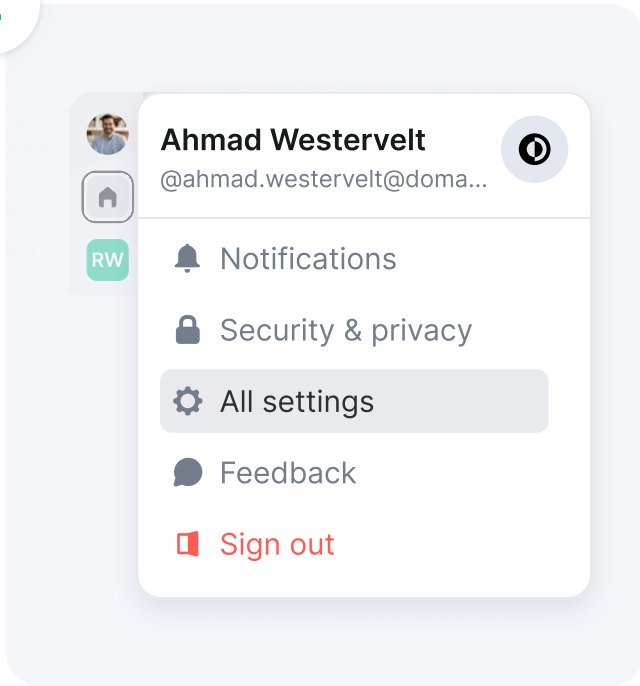 Ahmad Westervelt
@ahmad.westervelt@doma...
RW
Notifications
Security & privacy
All settings
Feedback
Sign out